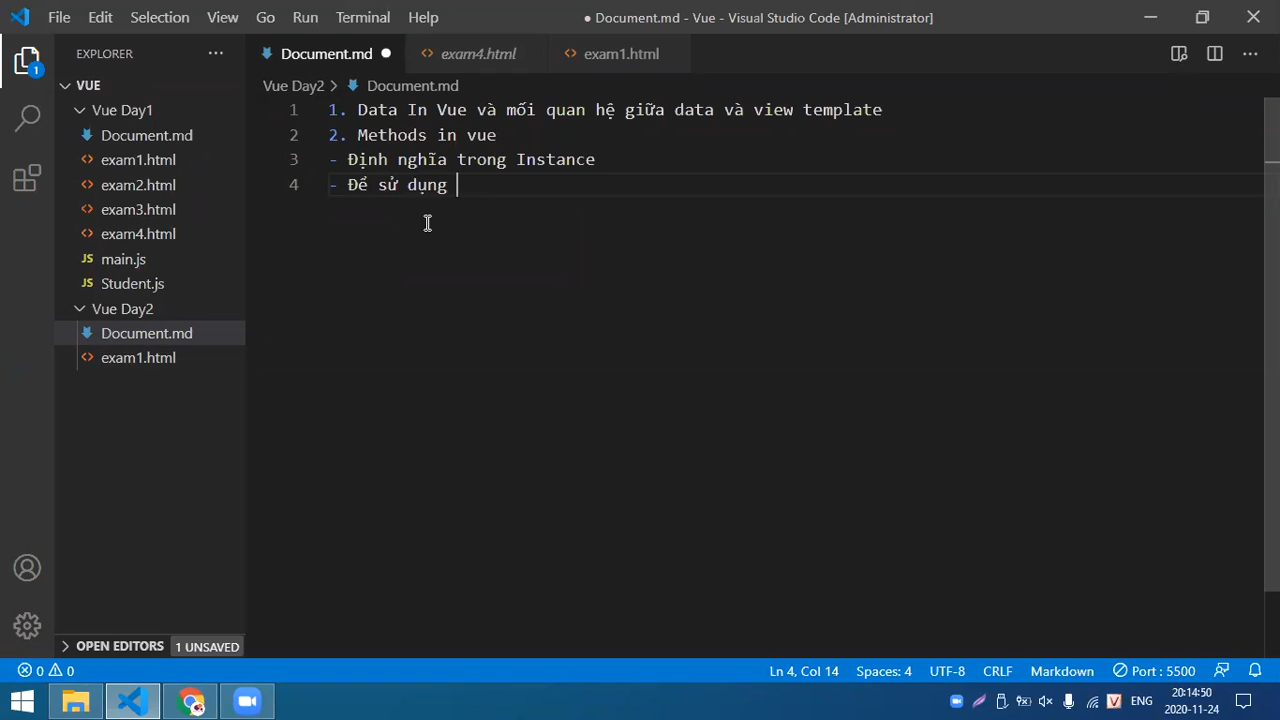 File Edit Selection View Go Run Terminal Help
● Document.md - Vue - Visual Studio Code [Administrator]
EXPLORER
Document.md
exam4.html
exam1.html
VUE
Vue Day2 > Document.md
Vue Day1
Document.md
exam1.html
exam2.html
exam3.html
exam4.html
JS main.js
JS Student.js
Vue Day2
Document.md
exam1.html
1 1. Data In Vue và mối quan hệ giữa data và view template
2 2. Methods in vue
3 - Định nghĩa trong Instance
4 - Để sử dụng
1
OPEN EDITORS 1 UNSAVED
0 0
Ln 4, Col 14 Spaces: 4 UTF-8 CRLF Markdown Port : 5500
V ENG
20:14:50
2020-11-24